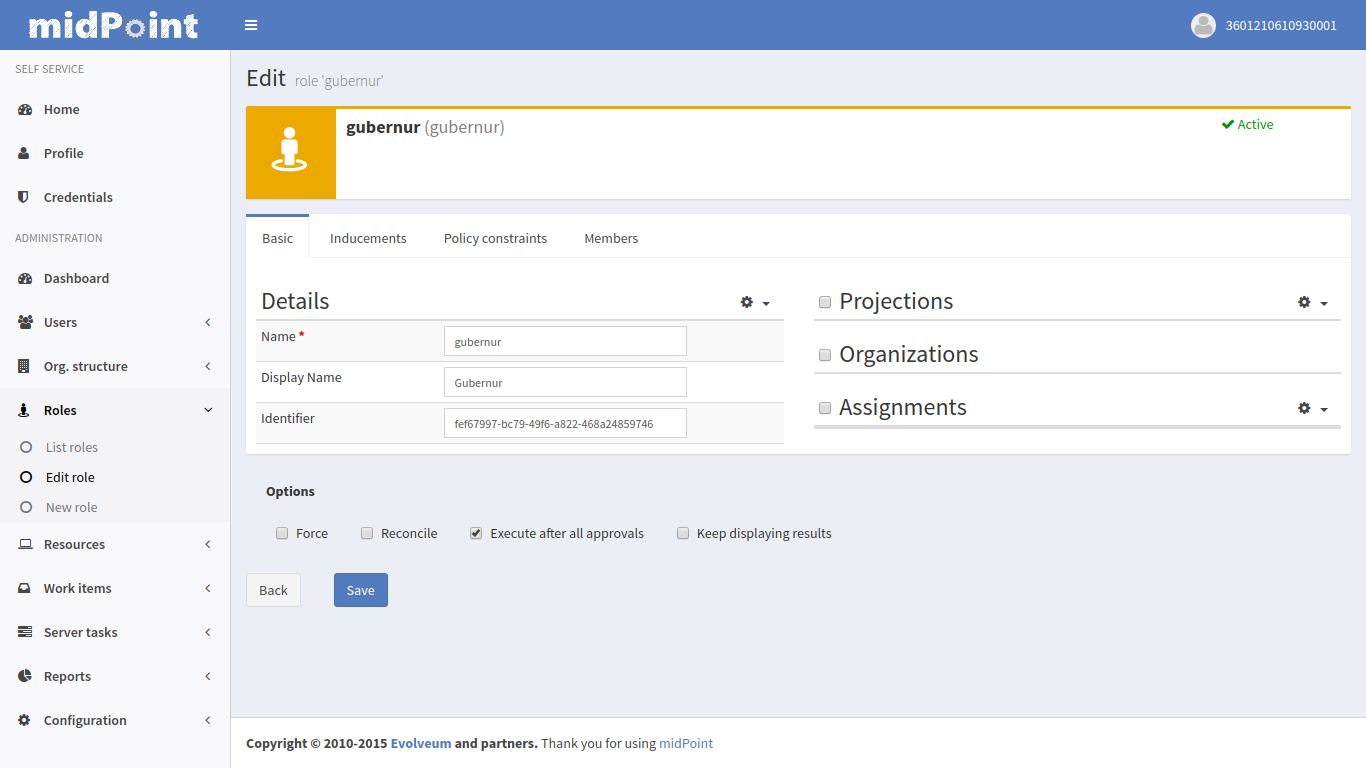 midPoint
3601210610930001
SELF SERVICE
Home
Profile
Credentials
ADMINISTRATION
Dashboard
Users
Org. structure
Roles
List roles
Edit role
New role
Resources
Work items
Server tasks
Reports
Configuration
Edit role 'gubernur'
gubernur (gubernur)
Active
Basic Inducements Policy constraints Members
Details
Name *
gubernur
Display Name
Gubernur
Identifier
fef67997-bc79-49f6-a822-468a24859746
Projections
Organizations
Assignments
Options
Force Reconcile Execute after all approvals Keep displaying results
Back Save
Copyright © 2010-2015 Evolveum and partners. Thank you for using midPoint